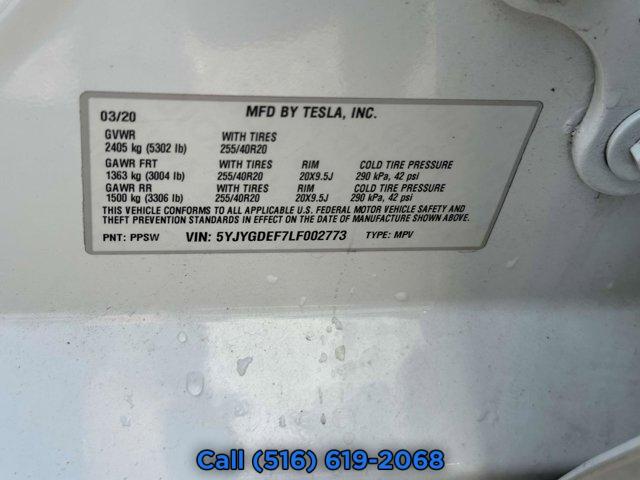 03/20 MFD BY TESLA, INC.
GVWR WITH TIRES
2405 kg (5302 lb) 255/40R20
GAWR FRT WITH TIRES RIM COLD TIRE PRESSURE
1363 kg (3004 lb) 255/40R20 20X9.5J 290 kPa, 42 psi
GAWR RR WITH TIRES RIM COLD TIRE PRESSURE
1500 kg (3306 lb) 255/40R20 20X9.5J 290 kPa, 42 psi
THIS VEHICLE CONFORMS TO ALL APPLICABLE U.S. FEDERAL MOTOR VEHICLE SAFETY AND
THEFT PREVENTION STANDARDS IN EFFECT ON THE DATE OF MANUFACTURE SHOWN ABOVE.
PNT: PPSW VIN: 5YJYGDEF7LF002773 TYPE: MPV
Call (516) 619-2068